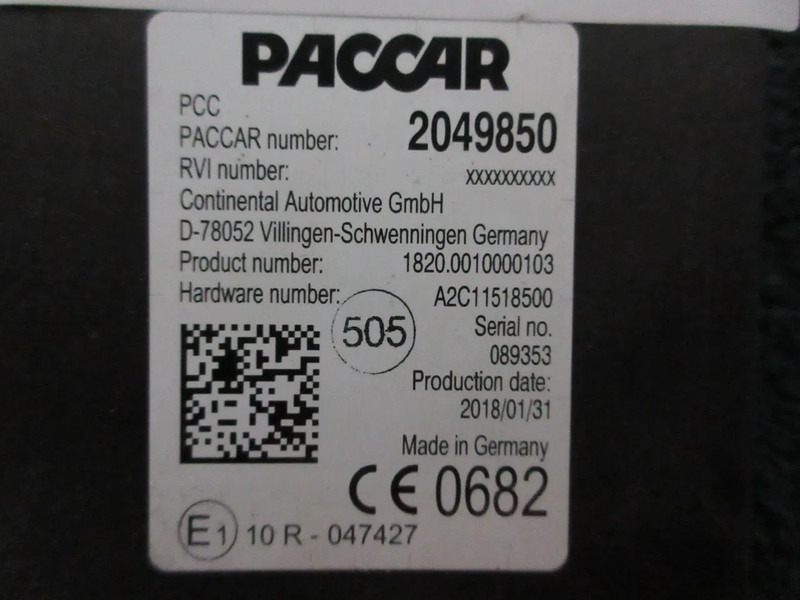 PACCAR
PCC
PACCAR number: 2049850
RVI number: xxxxxxxxxx
Continental Automotive GmbH
D-78052 Villingen-Schwenningen Germany
Product number: 1820.0010000103
Hardware number: A2C11518500
505
Serial no.
089353
Production date:
2018/01/31
Made in Germany
CE 0682
E1 10 R - 047427